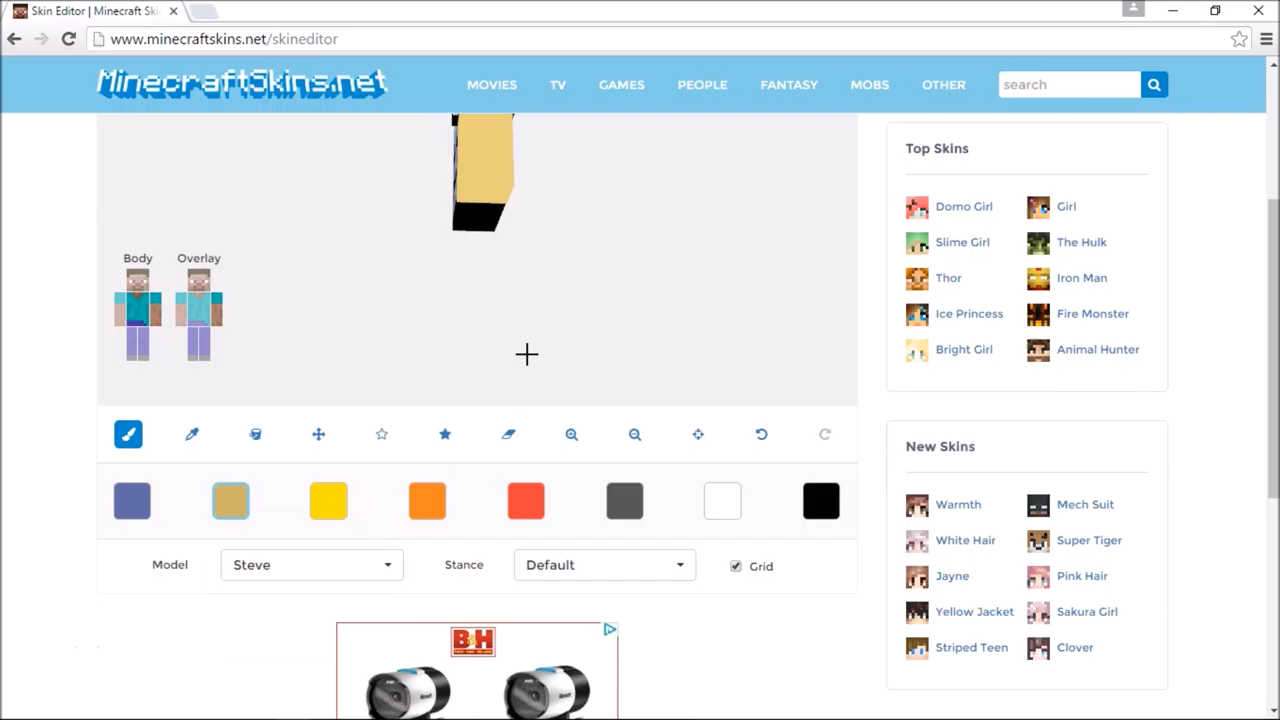 Skin Editor | Minecraft Ski
www.minecraftskins.net/skineditor
MinecraftSkins.net
MOVIES TV GAMES PEOPLE FANTASY MOBS OTHER search
Top Skins
Domo Girl Girl
Slime Girl The Hulk
Thor Iron Man
Ice Princess Fire Monster
Bright Girl Animal Hunter
Body Overlay
New Skins
Warmth Mech Suit
White Hair Super Tiger
Jayne Pink Hair
Yellow Jacket Sakura Girl
Striped Teen Clover
Model Steve Stance Default Grid
B&H